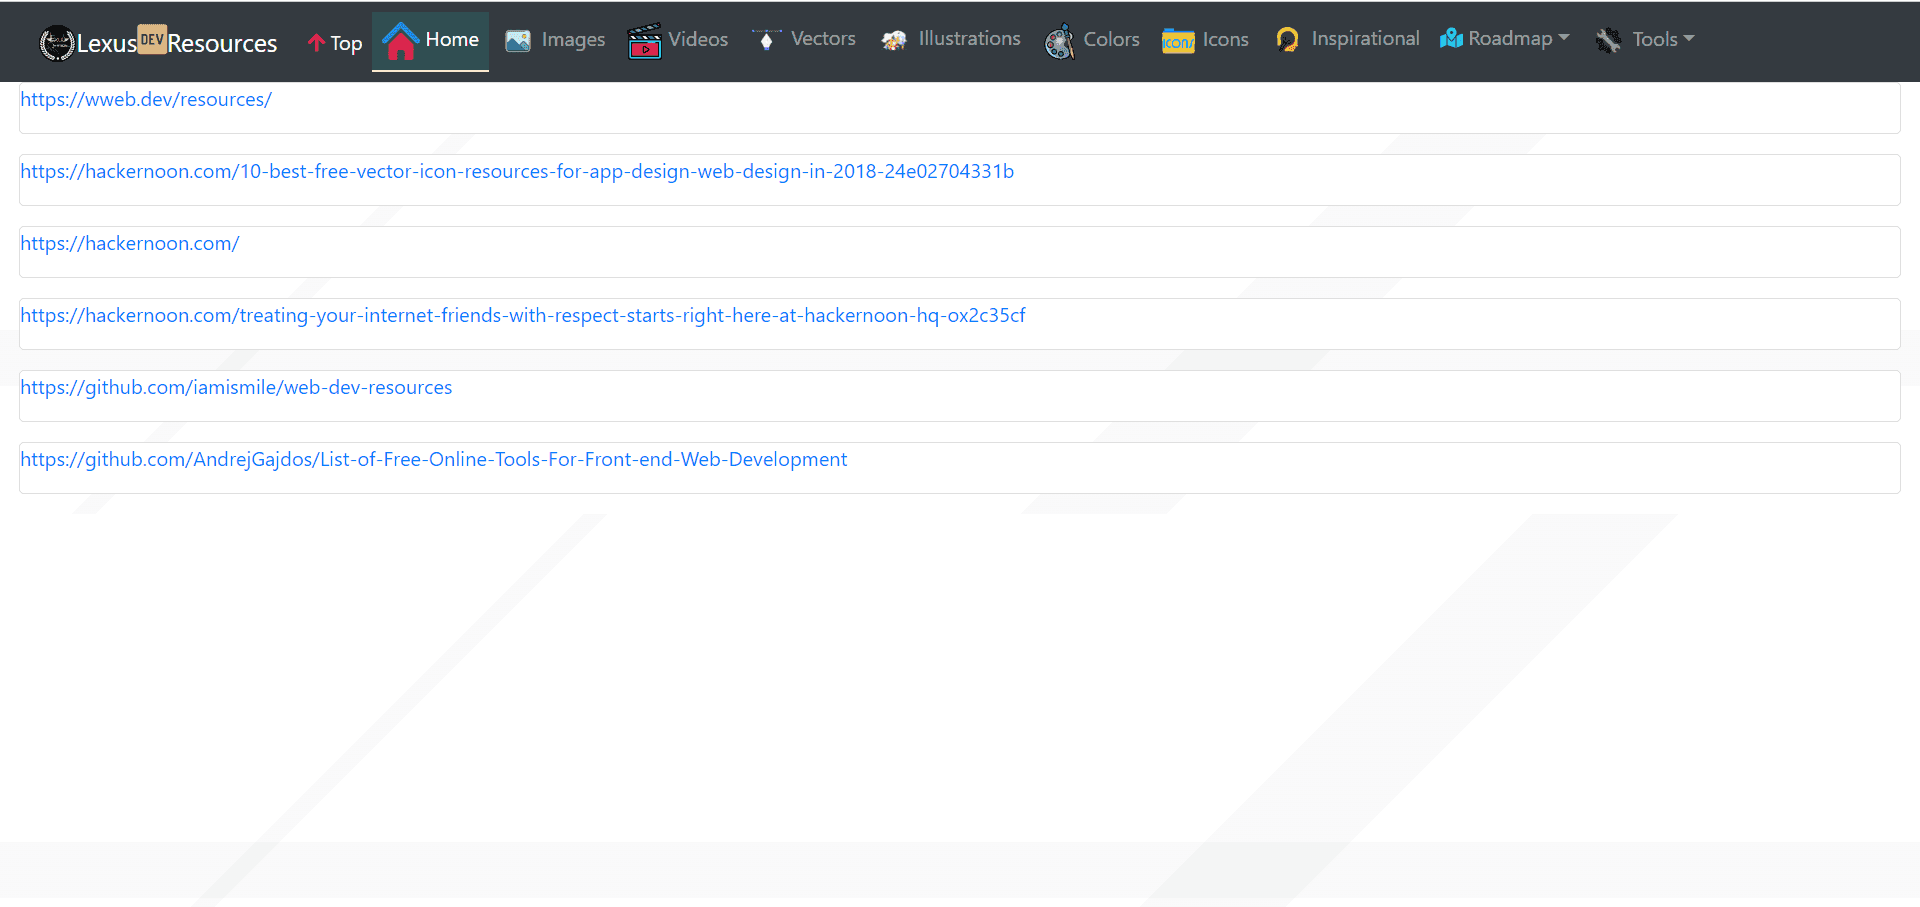 LexusDEVResources Top Home Images Videos Vectors Illustrations Colors ICONS Icons Inspirational Roadmap Tools
https://wweb.dev/resources/
https://hackernoon.com/10-best-free-vector-icon-resources-for-app-design-web-design-in-2018-24e02704331b
https://hackernoon.com/
https://hackernoon.com/treating-your-internet-friends-with-respect-starts-right-here-at-hackernoon-hq-ox2c35cf
https://github.com/iamismile/web-dev-resources
https://github.com/AndrejGajdos/List-of-Free-Online-Tools-For-Front-end-Web-Development